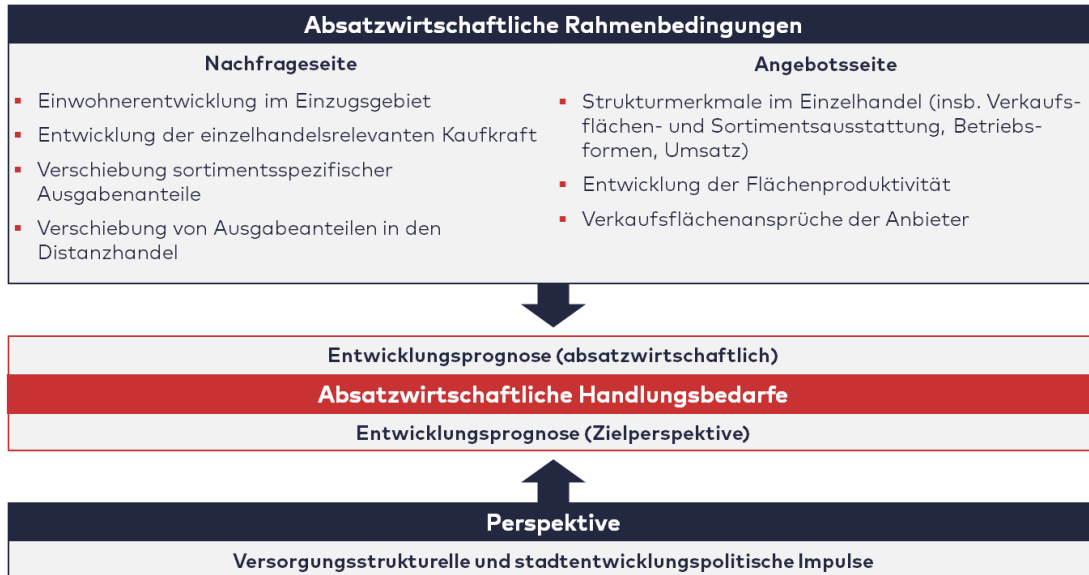 Absatzwirtschaftliche Rahmenbedingungen
Nachfrageseite
▪ Einwohnerentwicklung im Einzugsgebiet
▪ Entwicklung der einzelhandelsrelevanten Kaufkraft
▪ Verschiebung sortimentsspezifischer
Ausgabenanteile
▪ Verschiebung von Ausgabeanteilen in den
Distanzhandel
Angebotsseite
▪ Strukturmerkmale im Einzelhandel (insb. Verkaufs-
flächen- und Sortimentsausstattung, Betriebs-
formen, Umsatz)
▪ Entwicklung der Flächenproduktivität
▪ Verkaufsflächenansprüche der Anbieter
Entwicklungsprognose (absatzwirtschaftlich)
Absatzwirtschaftliche Handlungsbedarfe
Entwicklungsprognose (Zielperspektive)
Perspektive
Versorgungsstrukturelle und stadtentwicklungspolitische Impulse